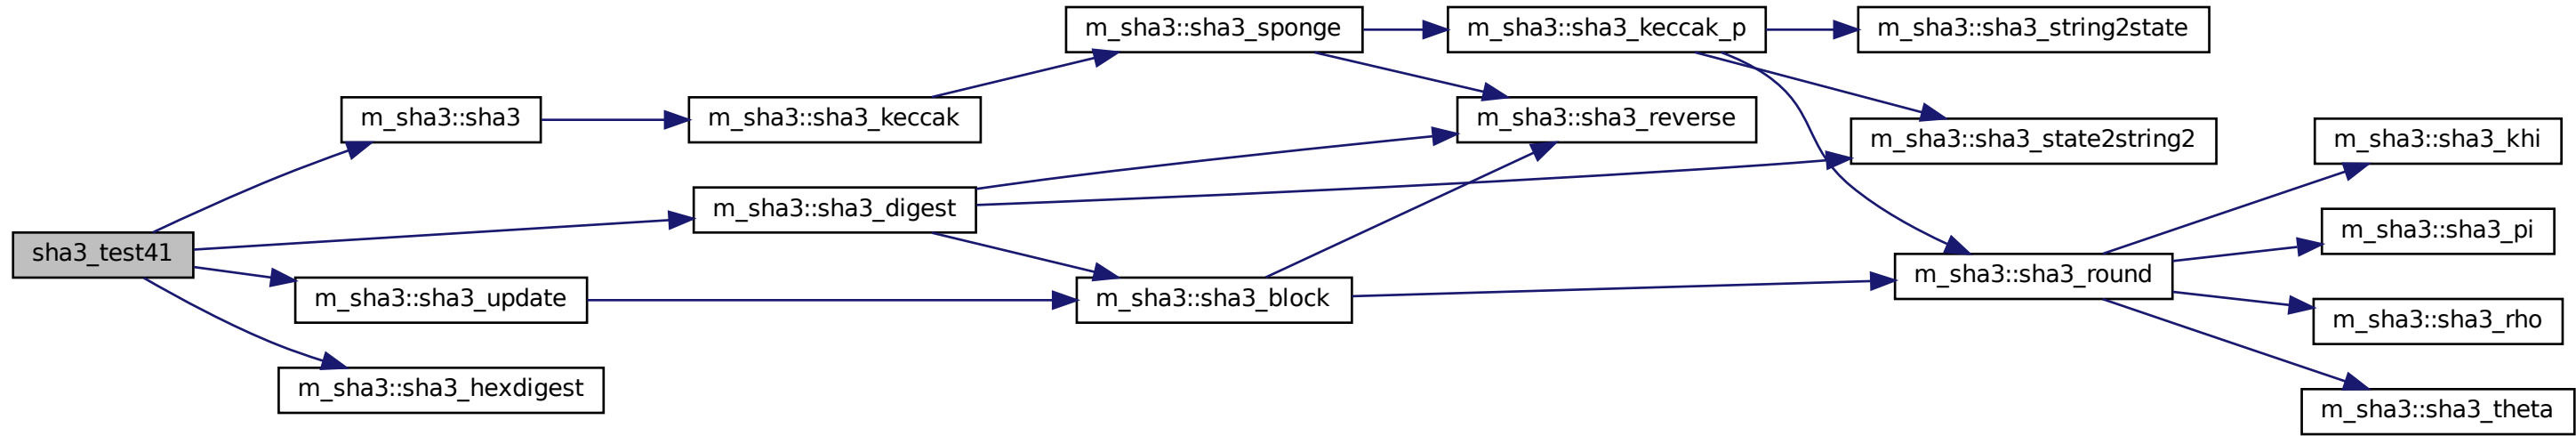 sha3_test41
m_sha3::sha3
m_sha3::sha3_digest
m_sha3::sha3_update
m_sha3::sha3_hexdigest
m_sha3::sha3_keccak
m_sha3::sha3_sponge
m_sha3::sha3_block
m_sha3::sha3_keccak_p
m_sha3::sha3_reverse
m_sha3::sha3_string2state
m_sha3::sha3_state2string2
m_sha3::sha3_round
m_sha3::sha3_khi
m_sha3::sha3_pi
m_sha3::sha3_rho
m_sha3::sha3_theta